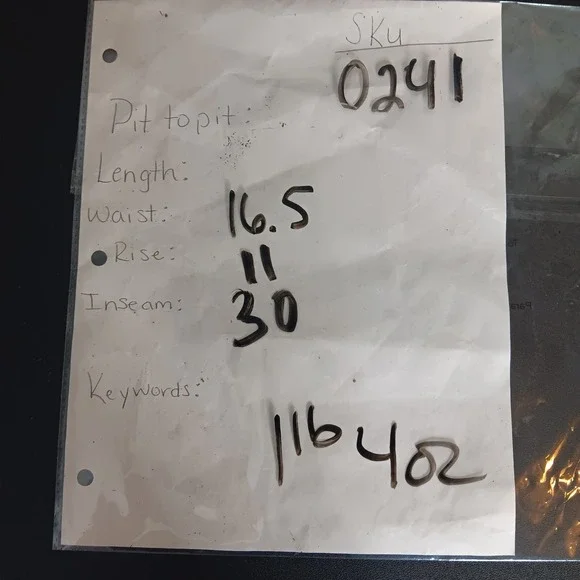 SKu
0241
Pit to pit:
Length:
Waist: 16.5
Rise: 11
Inseam: 30
Keywords:
1lb 4oz